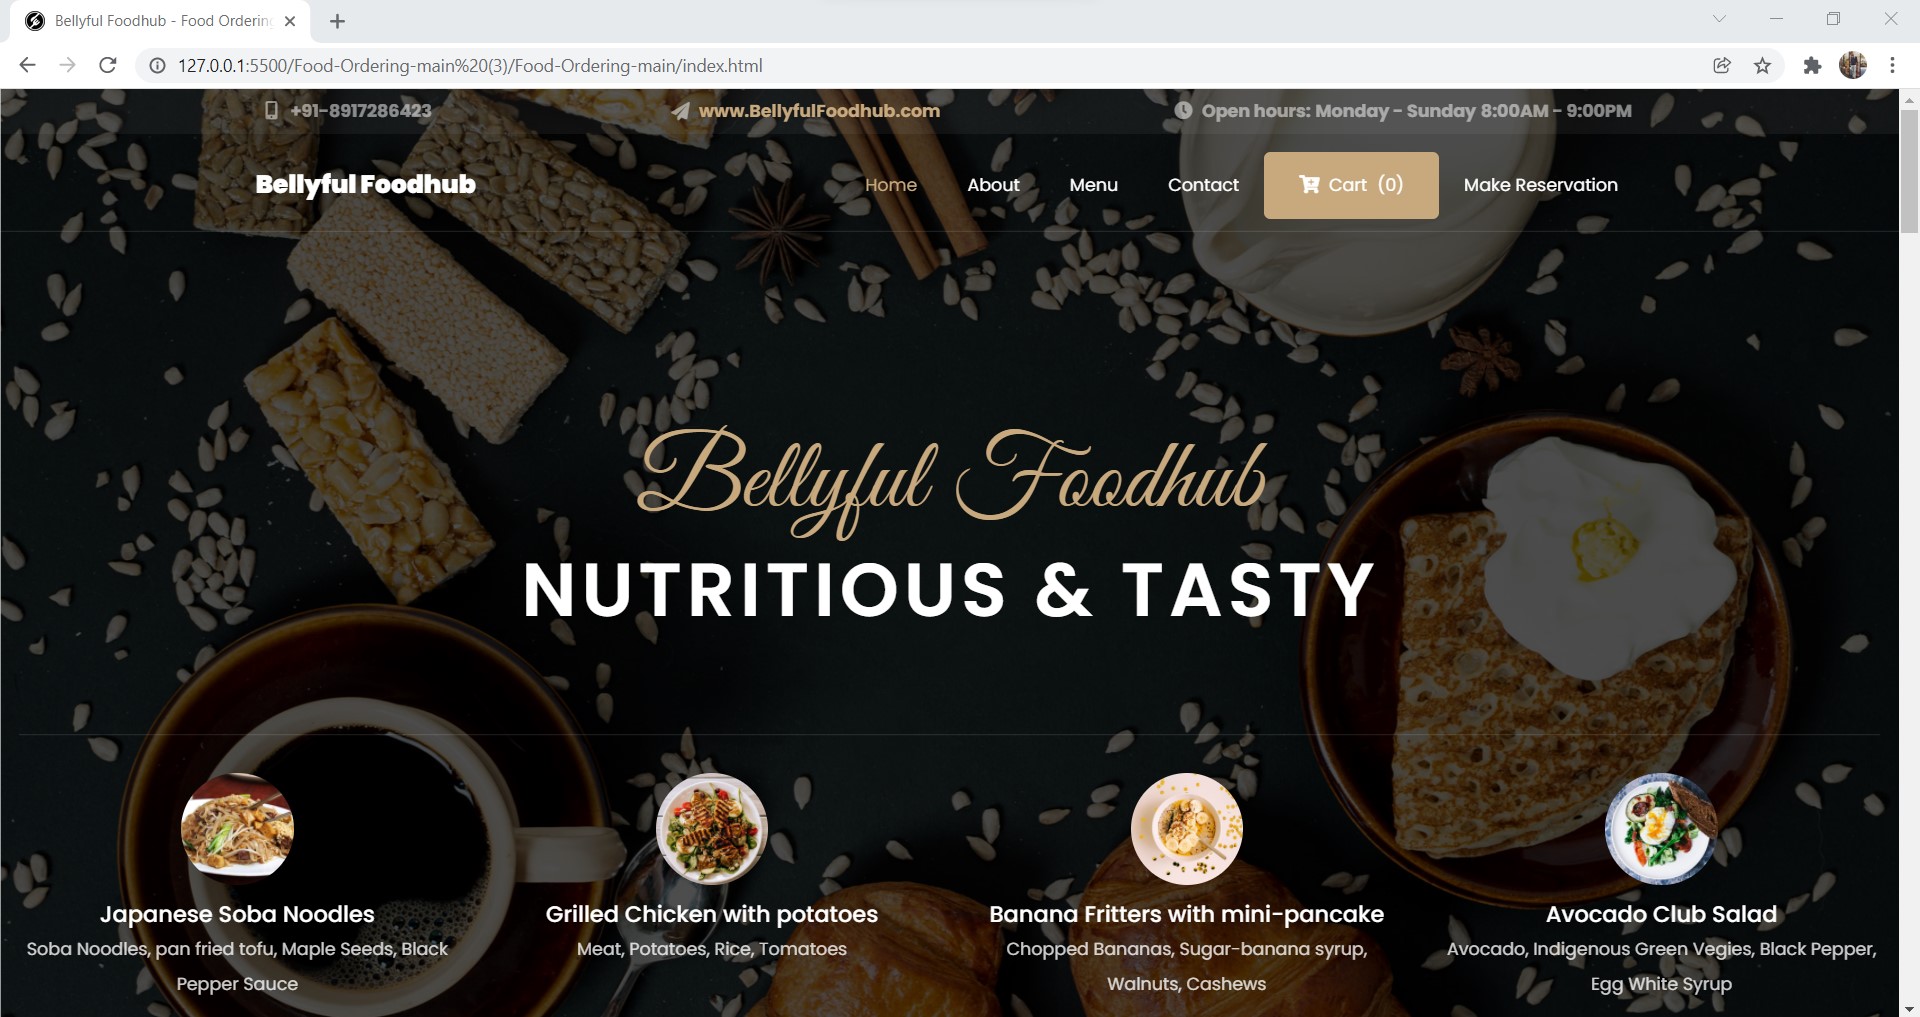 Bellyful Foodhub - Food Ordering
127.0.0.1:5500/Food-Ordering-main%20(3)/Food-Ordering-main/index.html
+91-8917286423
www.BellyfulFoodhub.com
Open hours: Monday - Sunday 8:00AM - 9:00PM
Bellyful Foodhub
Home
About
Menu
Contact
Cart (0)
Make Reservation
Bellyful Foodhub
NUTRITIOUS & TASTY
Japanese Soba Noodles
Soba Noodles, pan fried tofu, Maple Seeds, Black
Pepper Sauce
Grilled Chicken with potatoes
Meat, Potatoes, Rice, Tomatoes
Banana Fritters with mini-pancake
Chopped Bananas, Sugar-banana syrup,
Walnuts, Cashews
Avocado Club Salad
Avocado, Indigenous Green Vegies, Black Pepper,
Egg White Syrup